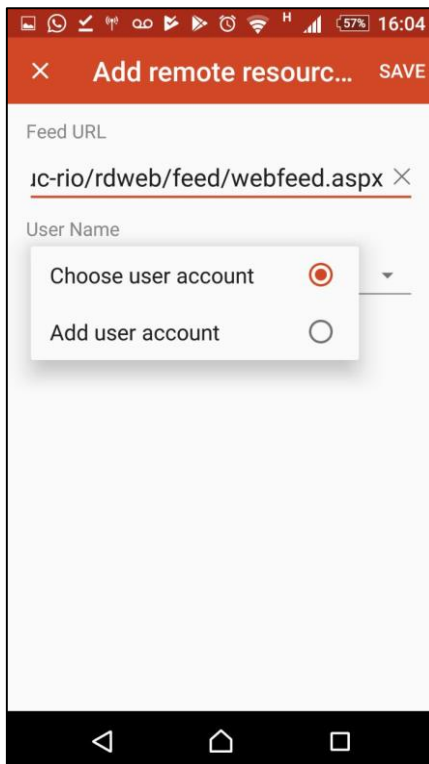 H 57% 16:04
Add remote resourc... SAVE
Feed URL
uc-rio/rdweb/feed/webfeed.aspx
User Name
Choose user account
Add user account